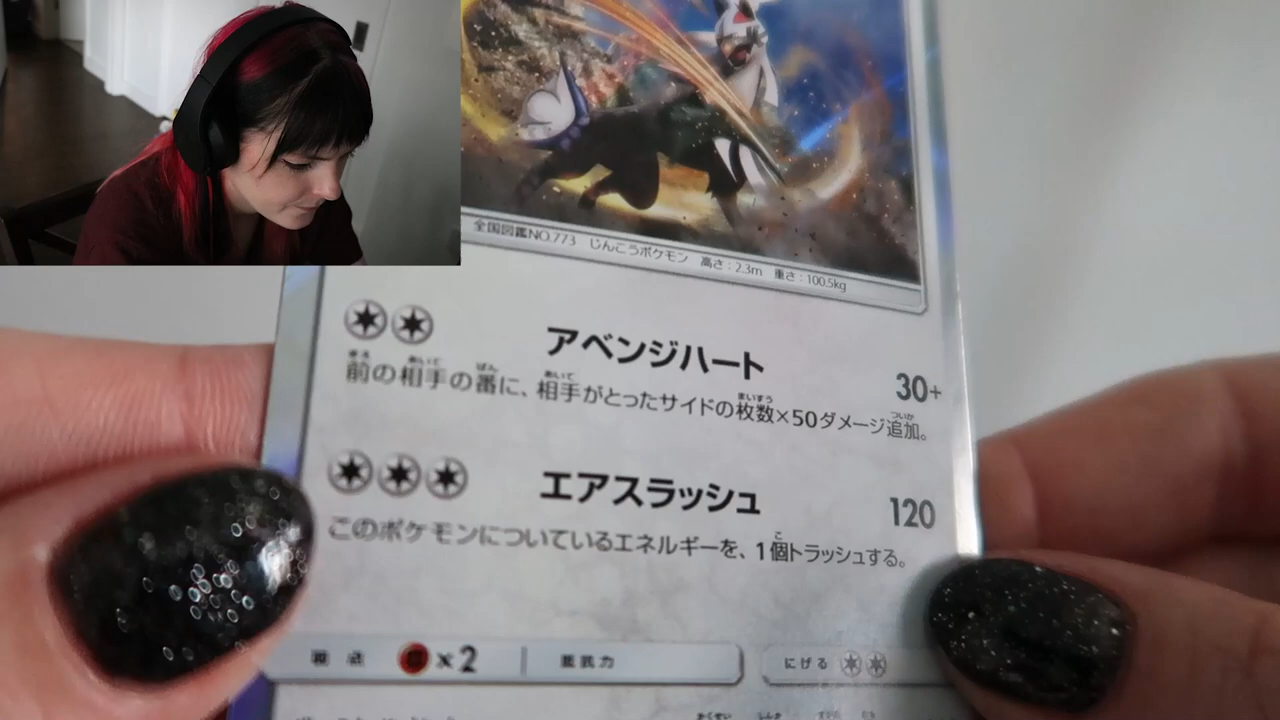 全国図鑑NO.773 じんこうポケモン 高さ:2.3m 重さ:100.5kg
アベンジハート 30+
前の相手の番に、相手がとったサイドの枚数×50ダメージ追加。
エアスラッシュ 120
このポケモンについているエネルギーを、1個トラッシュする。
弱点 ×2 抵抗力 にげる